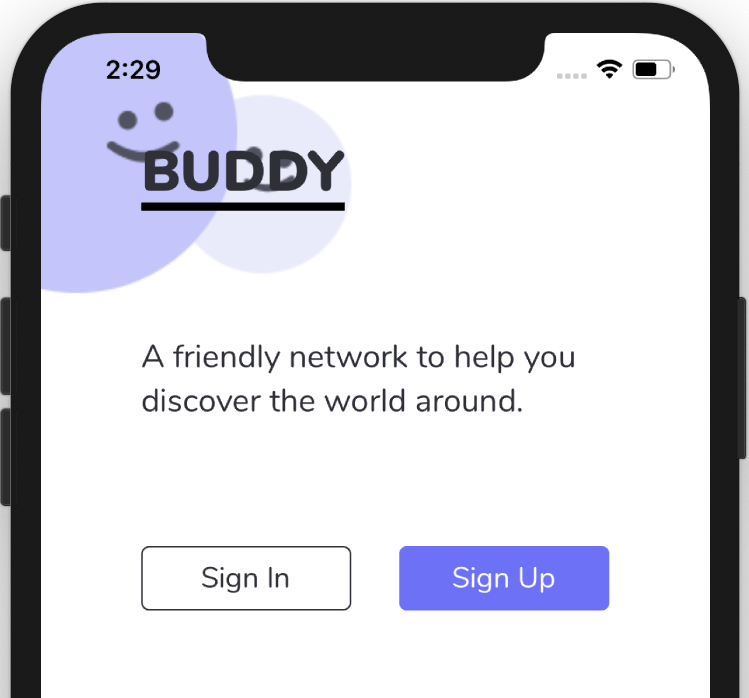 2:29
BUDDY
A friendly network to help you
discover the world around.
Sign In
Sign Up